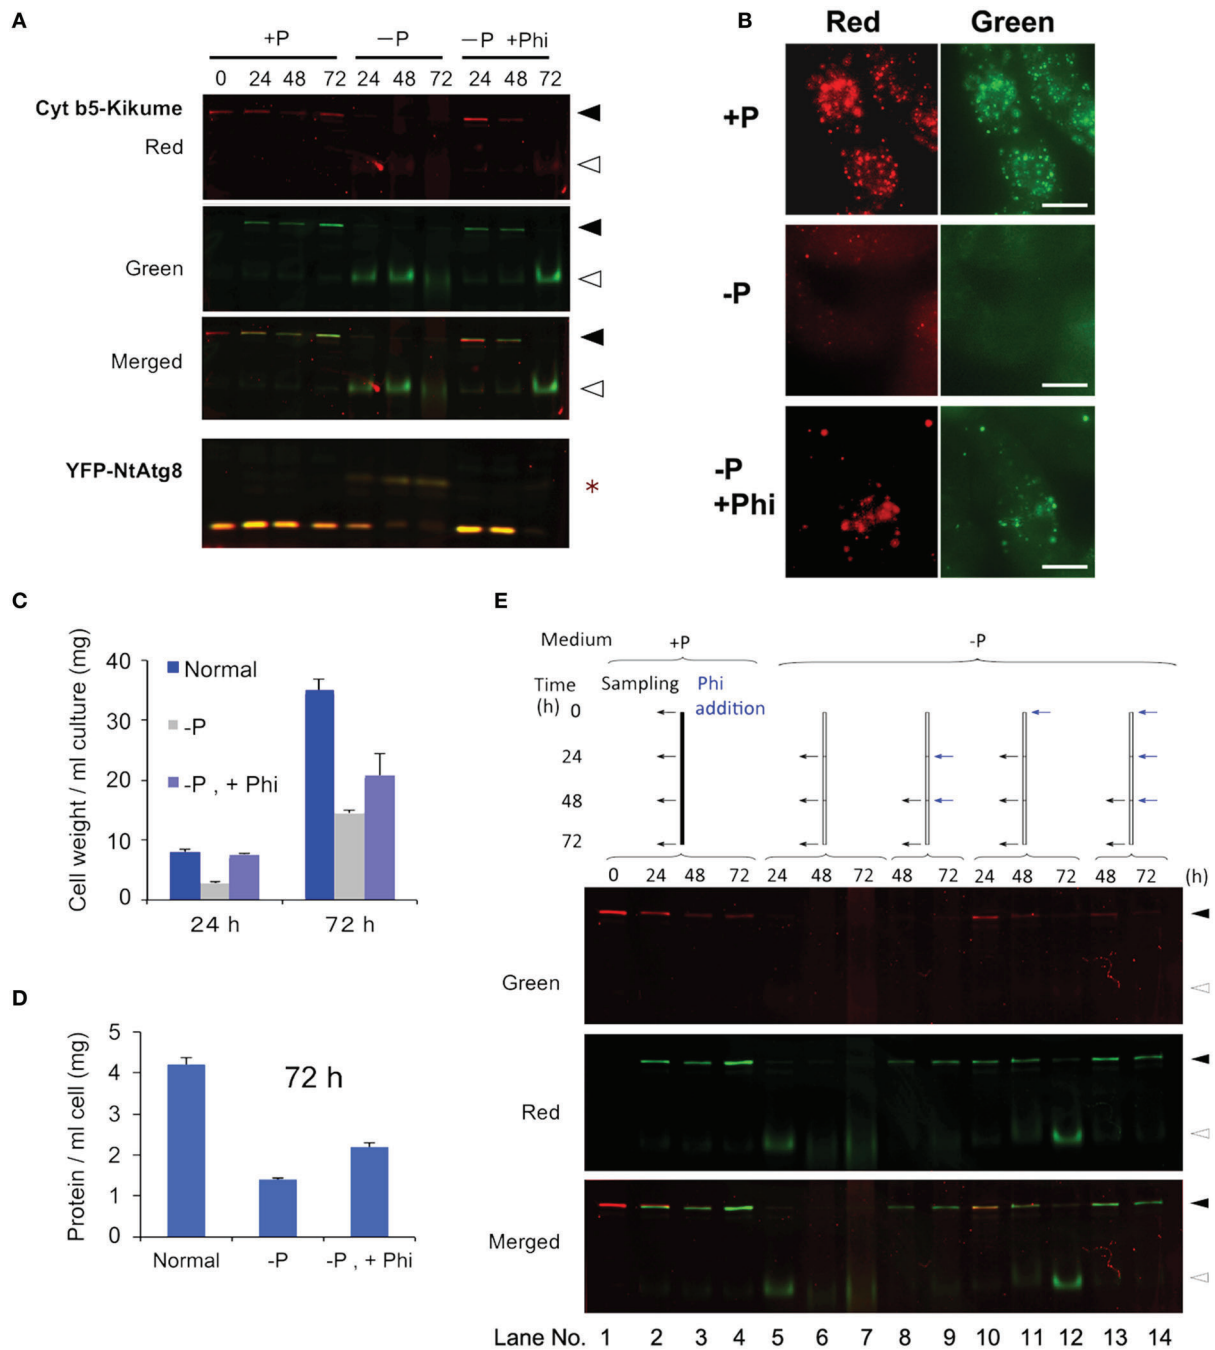 A
+P
−P
−P +Phi
0 24 48 72 24 48 72 24 48 72
Cyt b5-Kikume
Red
Green
Merged
YFP-NtAtg8
*
B
Red Green
+P
-P
-P
+Phi
C
Cell weight / ml culture (mg)
40
30
20
10
0
Normal
-P
-P , + Phi
24 h
72 h
D
Protein / ml cell (mg)
5
4
3
2
1
0
72 h
Normal -P -P , + Phi
E
Medium +P -P
Time (h)
Sampling
Phi addition
0
24
48
72
0 24 48 72 24 48 72 48 72 24 48 72 48 72 (h)
Green
Red
Merged
Lane No. 1 2 3 4 5 6 7 8 9 10 11 12 13 14